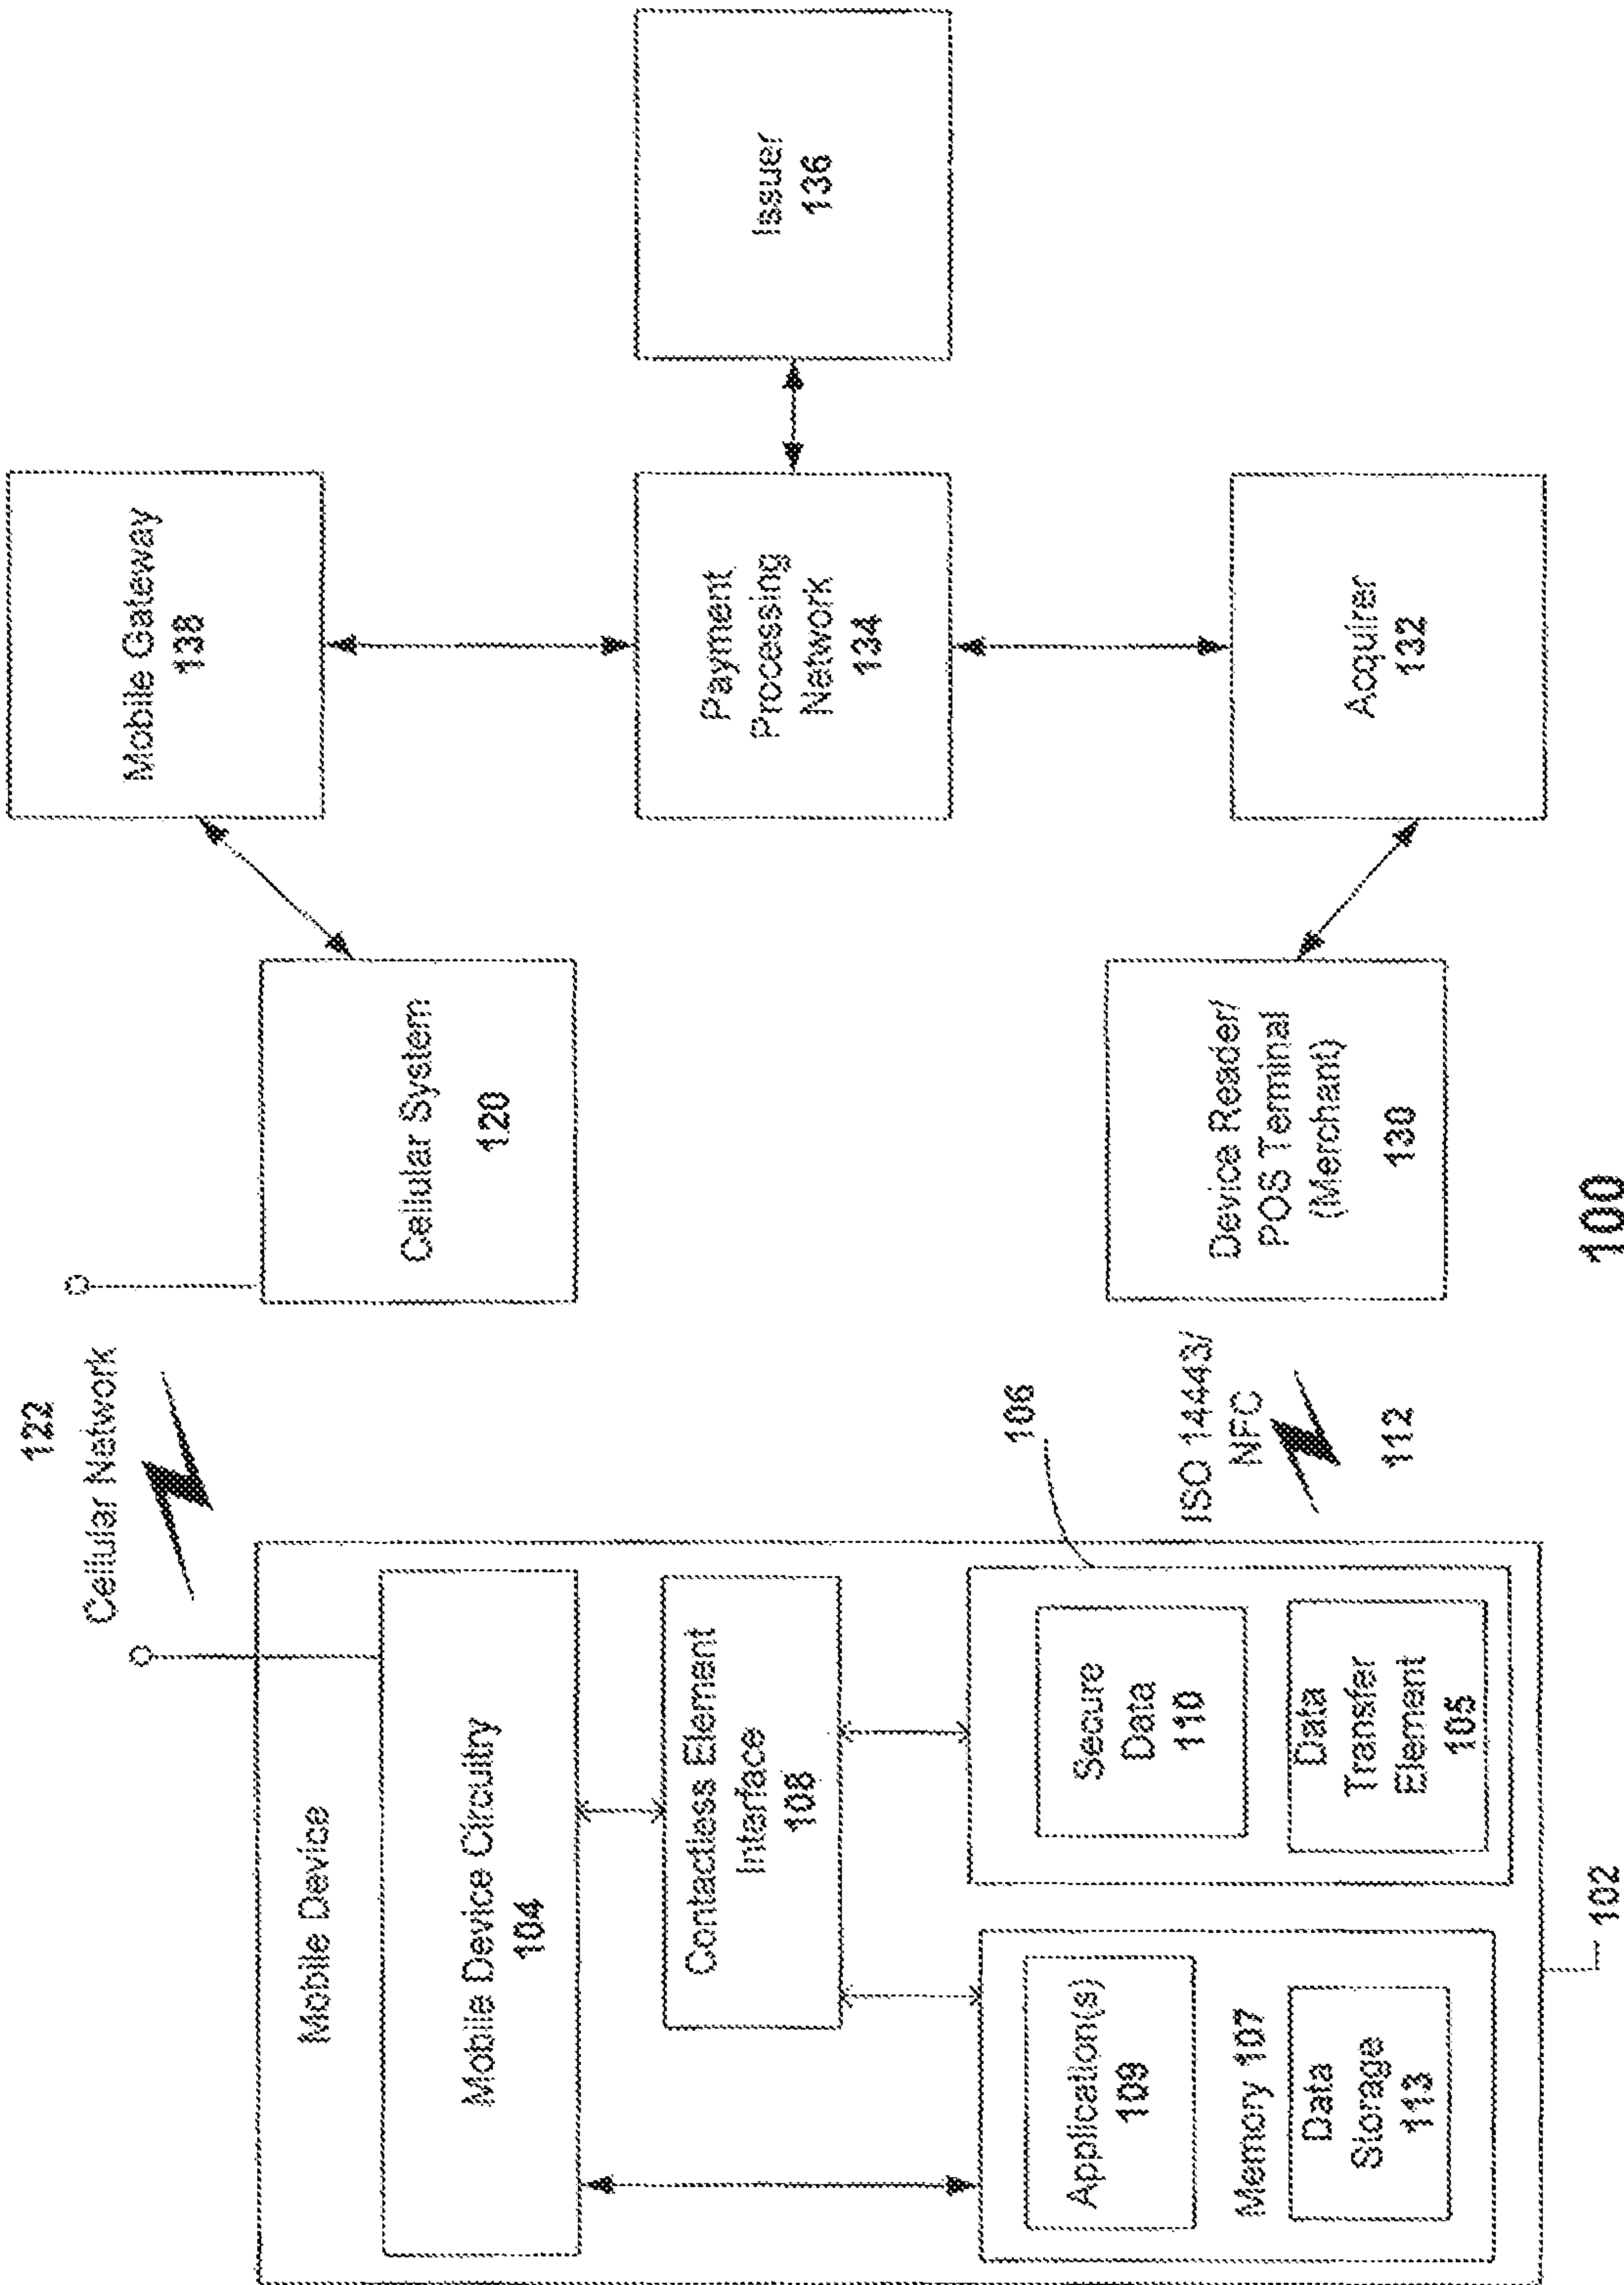 122
Cellular Network
Mobile Device
Mobile Device Circuitry
104
Contactless Element
Interface
108
Application(s)
109
Memory 107
Data
Storage
113
106
Secure
Data
110
Data
Transfer
Element
105
102
ISO 14443/
NFC
112
Cellular System
120
Device Reader/
POS Terminal
(Merchant)
130
Mobile Gateway
138
Payment
Processing
Network
134
Acquirer
132
Issuer
136
100